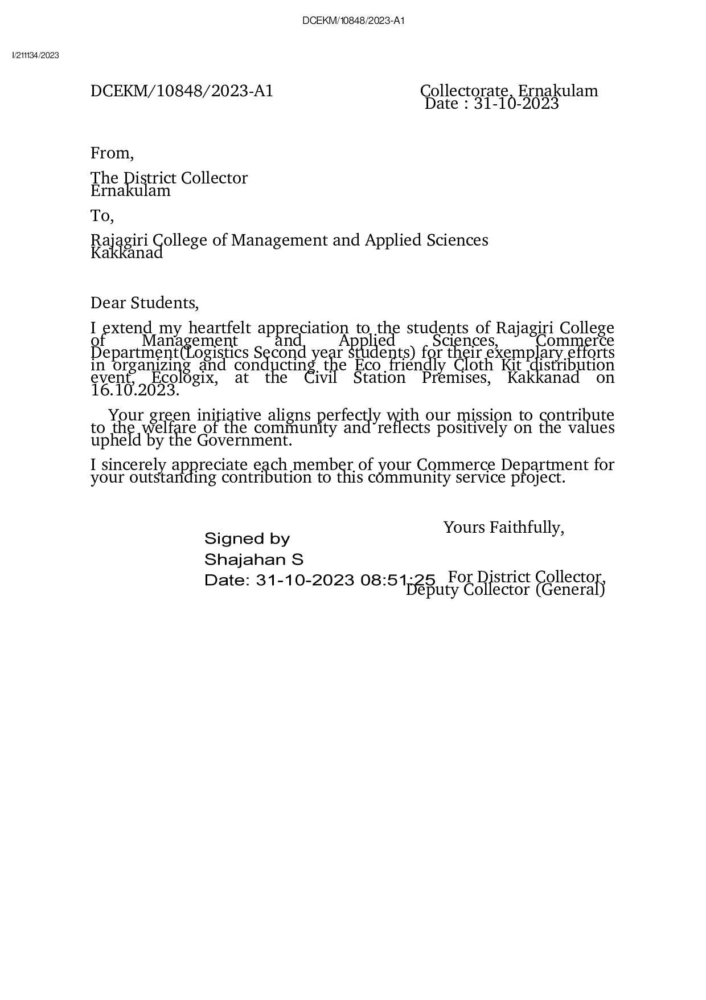 DCEKM/10848/2023-A1
I/211134/2023
DCEKM/10848/2023-A1 Collectorate, Ernakulam
Date : 31-10-2023
From,
The District Collector
Ernakulam
To,
Rajagiri College of Management and Applied Sciences
Kakkanad
Dear Students,
I extend my heartfelt appreciation to the students of Rajagiri College
of Management and Applied Sciences, Commerce
Department(Logistics Second year students) for their exemplary efforts
in organizing and conducting the Eco friendly Cloth Kit distribution
event, Ecologix, at the Civil Station Premises, Kakkanad on
16.10.2023.
Your green initiative aligns perfectly with our mission to contribute
to the welfare of the community and reflects positively on the values
upheld by the Government.
I sincerely appreciate each member of your Commerce Department for
your outstanding contribution to this community service project.
Yours Faithfully,
Signed by
Shajahan S
Date: 31-10-2023 08:51:25
For District Collector,
Deputy Collector (General)